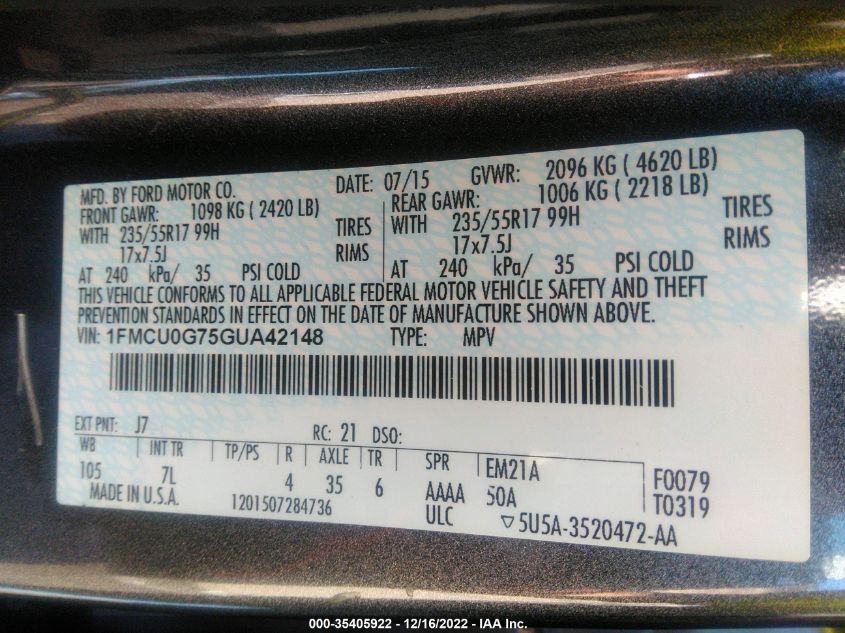 MFD. BY FORD MOTOR CO. DATE: 07/15 GVWR: 2096 KG ( 4620 LB)
FRONT GAWR: 1098 KG ( 2420 LB) REAR GAWR: 1006 KG ( 2218 LB)
WITH 235/55R17 99H TIRES WITH 235/55R17 99H TIRES
17x7.5J RIMS 17x7.5J RIMS
AT 240 kPa/ 35 PSI COLD AT 240 kPa/ 35 PSI COLD
THIS VEHICLE CONFORMS TO ALL APPLICABLE FEDERAL MOTOR VEHICLE SAFETY AND THEFT
PREVENTION STANDARDS IN EFFECT ON THE DATE OF MANUFACTURE SHOWN ABOVE.
VIN: 1FMCU0G75GUA42148 TYPE: MPV
EXT PNT: J7 RC: 21 DSO:
WB INT TR TP/PS R AXLE TR SPR EM21A F0079
105 7L 4 35 6 AAAA 50A T0319
MADE IN U.S.A. 1201507284736 ULC ▽5U5A-3520472-AA
000-35405922 - 12/16/2022 - IAA Inc.